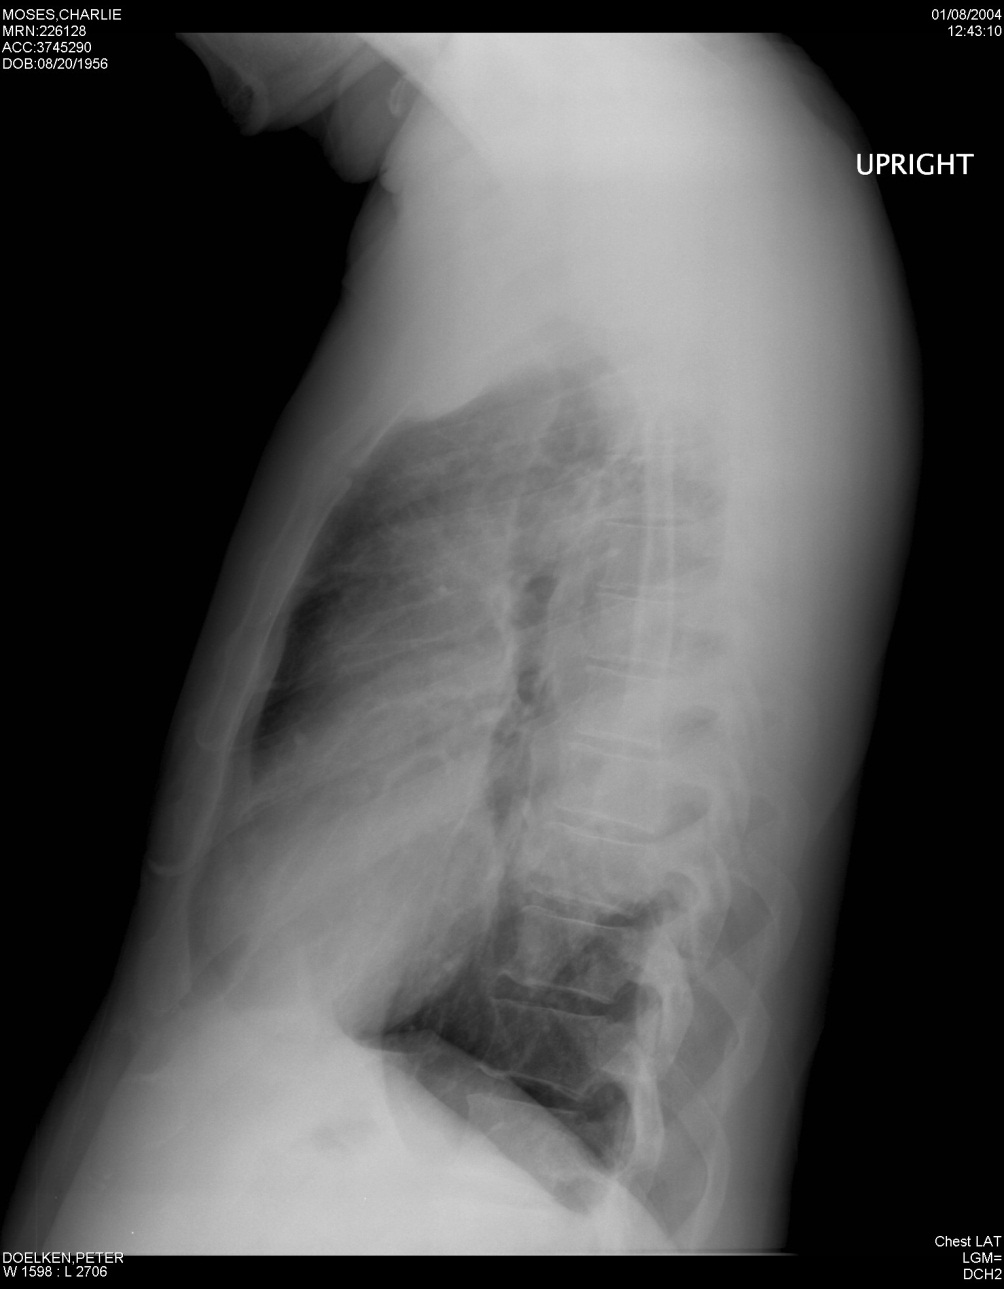 MOSES,CHARLIE
MRN:226128
ACC:3745290
DOB:08/20/1956
01/08/2004
12:43:10
UPRIGHT
DOELKEN,PETER
W 1598 : L 2706
Chest LAT
LGM=
DCH2